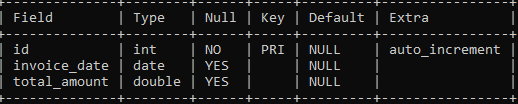 | Field | Type | Null | Key | Default | Extra |
| id | int | NO | PRI | NULL | auto_increment |
| invoice_date | date | YES | | NULL | |
| total_amount | double | YES | | NULL | |